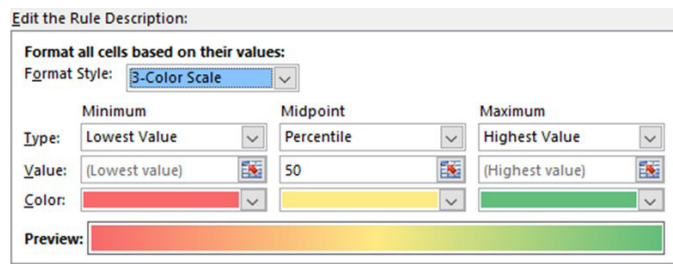 Edit the Rule Description:
Format all cells based on their values:
Format Style: 3-Color Scale
Minimum Midpoint Maximum
Type: Lowest Value Percentile Highest Value
Value: (Lowest value) 50 (Highest value)
Color:
Preview: